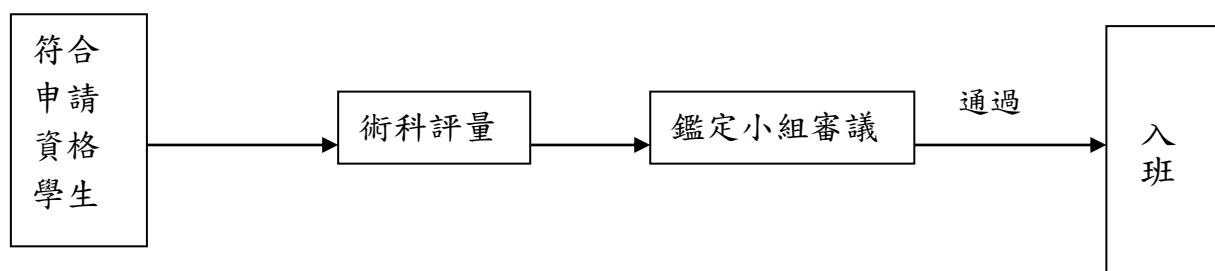 符合
申請
資格
學生
術科評量
鑑定小組審議
通過
入
班